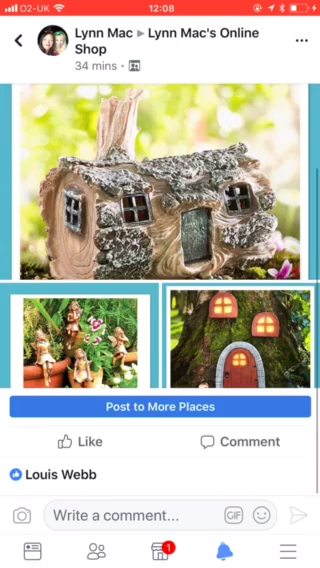 O2-UK 12:08
Lynn Mac ▸ Lynn Mac's Online
Shop
34 mins ·
Post to More Places
Like Comment
Louis Webb
Write a comment... GIF
1